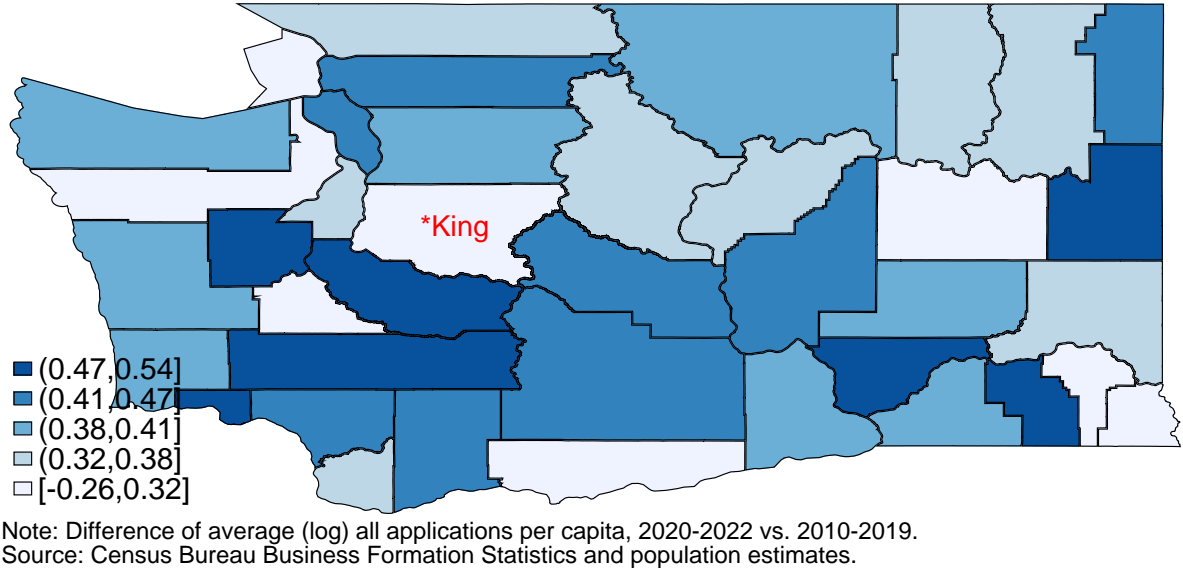 *King
(0.47,0.54]
(0.41,0.47]
(0.38,0.41]
(0.32,0.38]
[-0.26,0.32]
Note: Difference of average (log) all applications per capita, 2020-2022 vs. 2010-2019.
Source: Census Bureau Business Formation Statistics and population estimates.